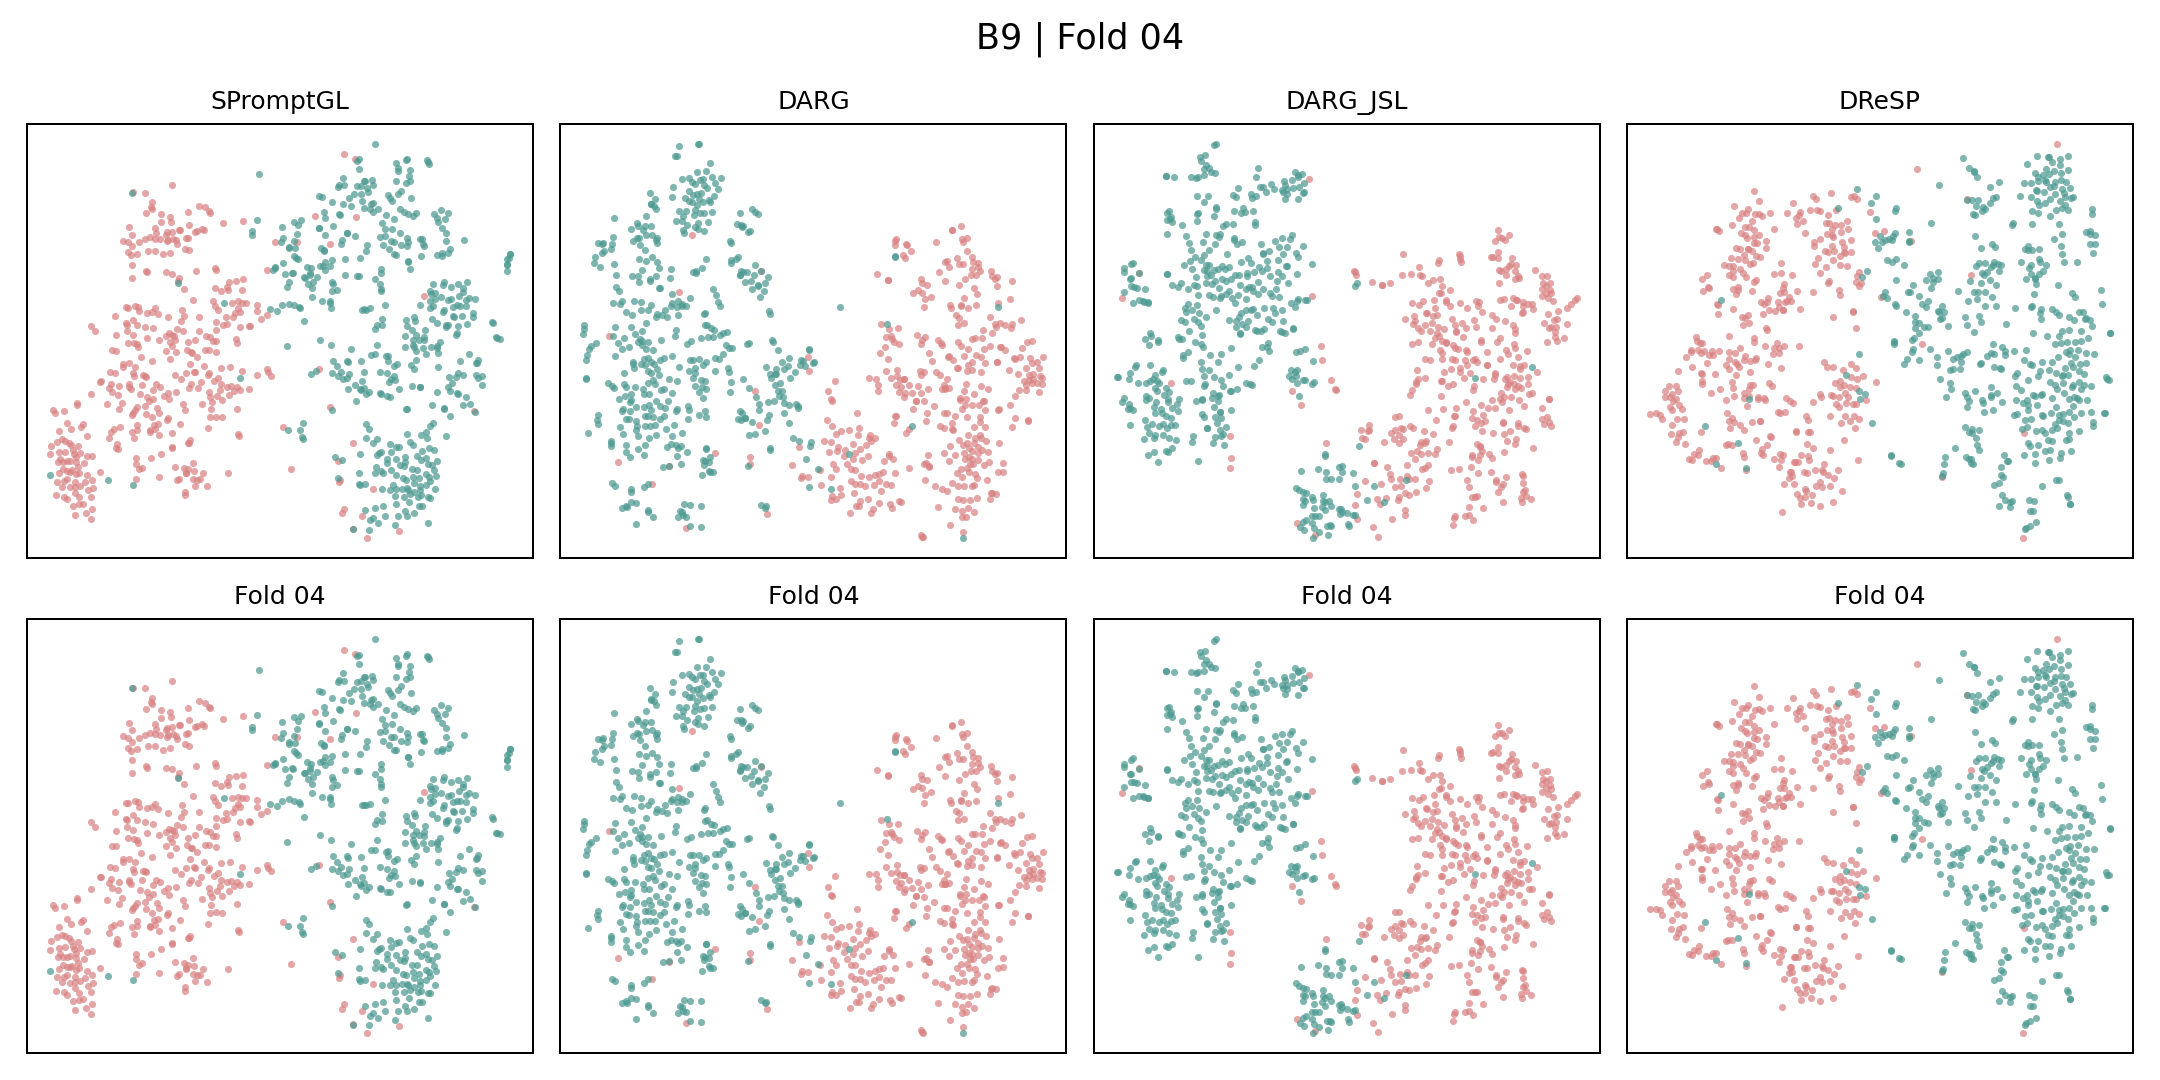 B9 | Fold 04
SPromptGL
DARG
DARG_JSL
DReSP
Fold 04
Fold 04
Fold 04
Fold 04